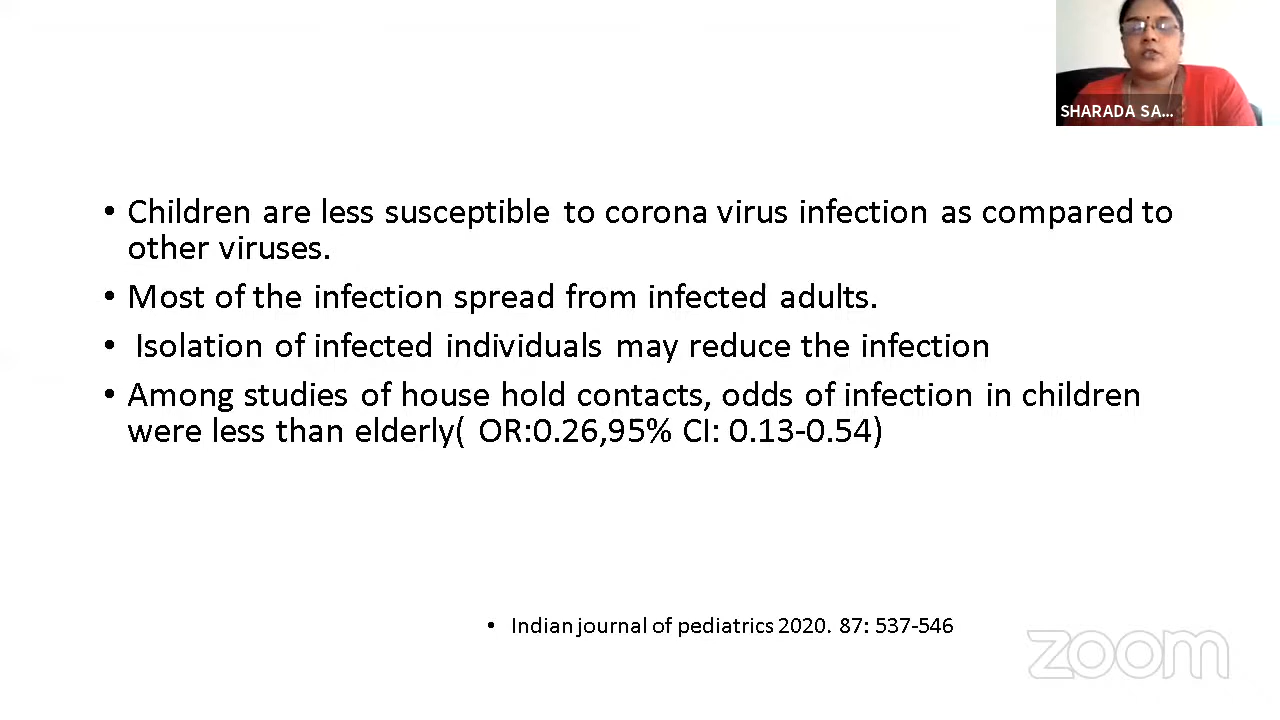 SHARADA SA...
• Children are less susceptible to corona virus infection as compared to
other viruses.
• Most of the infection spread from infected adults.
• Isolation of infected individuals may reduce the infection
• Among studies of house hold contacts, odds of infection in children
were less than elderly( OR:0.26,95% CI: 0.13-0.54)
• Indian journal of pediatrics 2020. 87: 537-546
zoom